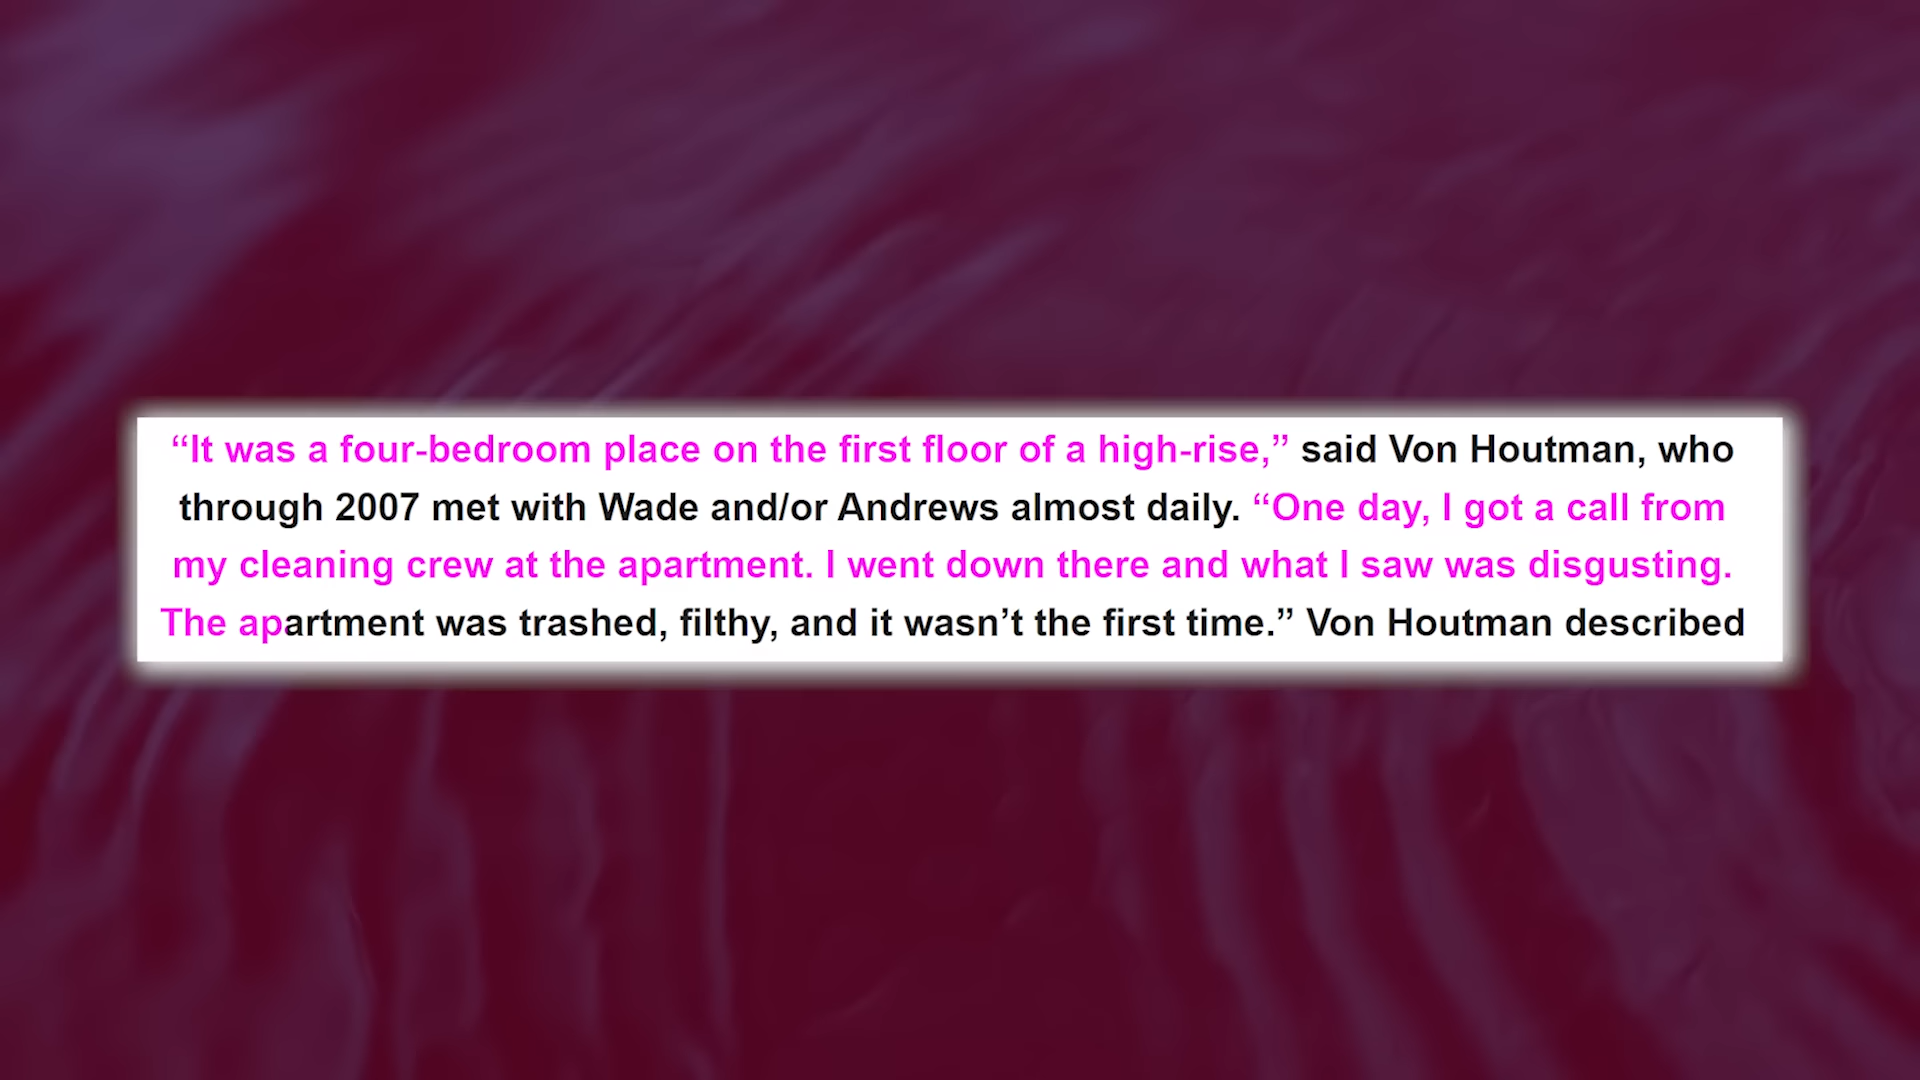 “It was a four-bedroom place on the first floor of a high-rise,” said Von Houtman, who
through 2007 met with Wade and/or Andrews almost daily. “One day, I got a call from
my cleaning crew at the apartment. I went down there and what I saw was disgusting.
The apartment was trashed, filthy, and it wasn’t the first time.” Von Houtman described